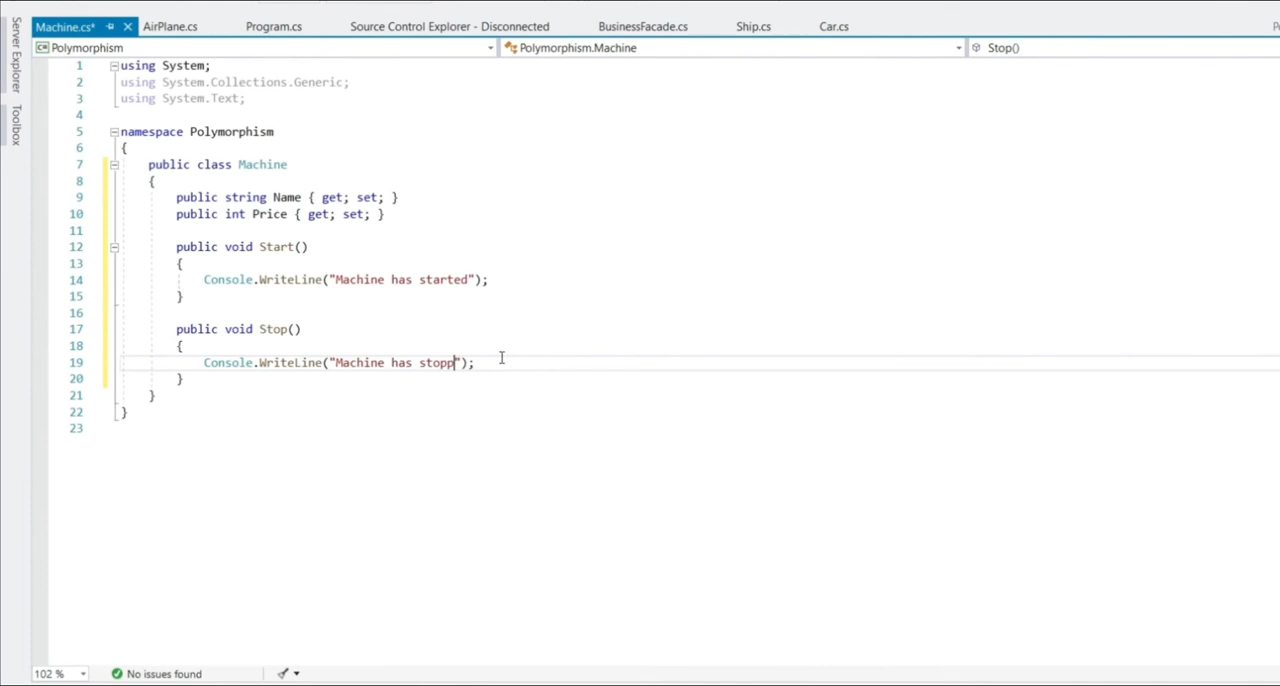 Machine.cs* AirPlane.cs Program.cs Source Control Explorer - Disconnected BusinessFacade.cs Ship.cs Car.cs
Polymorphism Polymorphism.Machine Stop()
Server Explorer
Toolbox
1 using System;
2 using System.Collections.Generic;
3 using System.Text;
4
5 namespace Polymorphism
6 {
7 public class Machine
8 {
9 public string Name { get; set; }
10 public int Price { get; set; }
11
12 public void Start()
13 {
14 Console.WriteLine("Machine has started");
15 }
16
17 public void Stop()
18 {
19 Console.WriteLine("Machine has stopp");
20 }
21 }
22 }
23
102 % No issues found